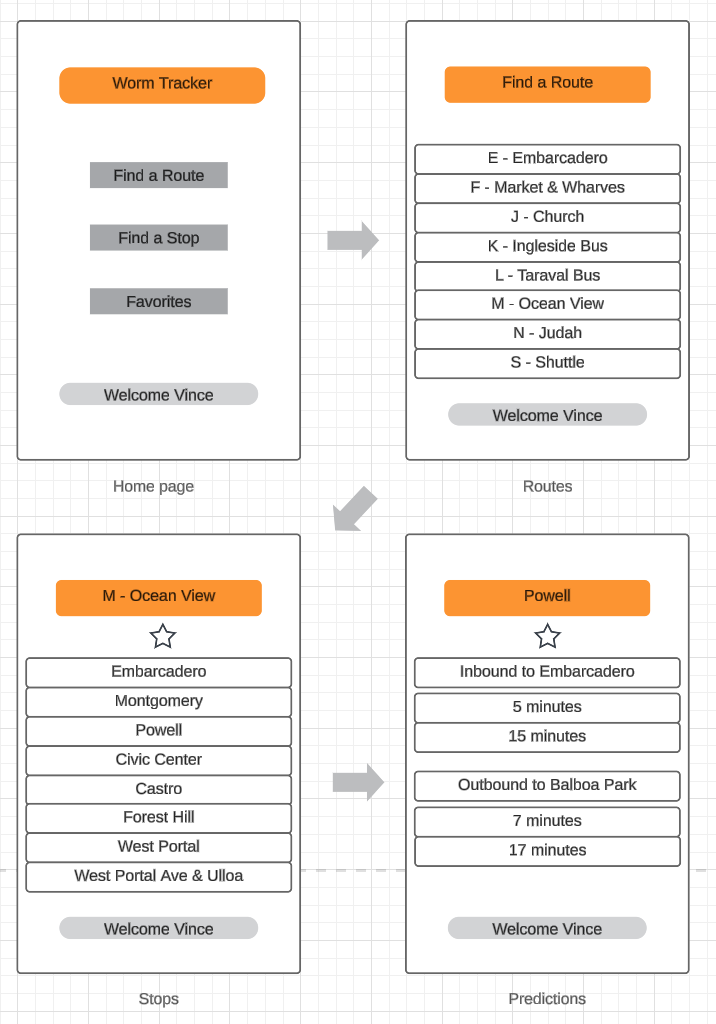 Worm Tracker
Find a Route
Find a Stop
Favorites
Welcome Vince
Home page
Find a Route
E - Embarcadero
F - Market & Wharves
J - Church
K - Ingleside Bus
L - Taraval Bus
M - Ocean View
N - Judah
S - Shuttle
Welcome Vince
Routes
M - Ocean View
Embarcadero
Montgomery
Powell
Civic Center
Castro
Forest Hill
West Portal
West Portal Ave & Ulloa
Welcome Vince
Stops
Powell
Inbound to Embarcadero
5 minutes
15 minutes
Outbound to Balboa Park
7 minutes
17 minutes
Welcome Vince
Predictions